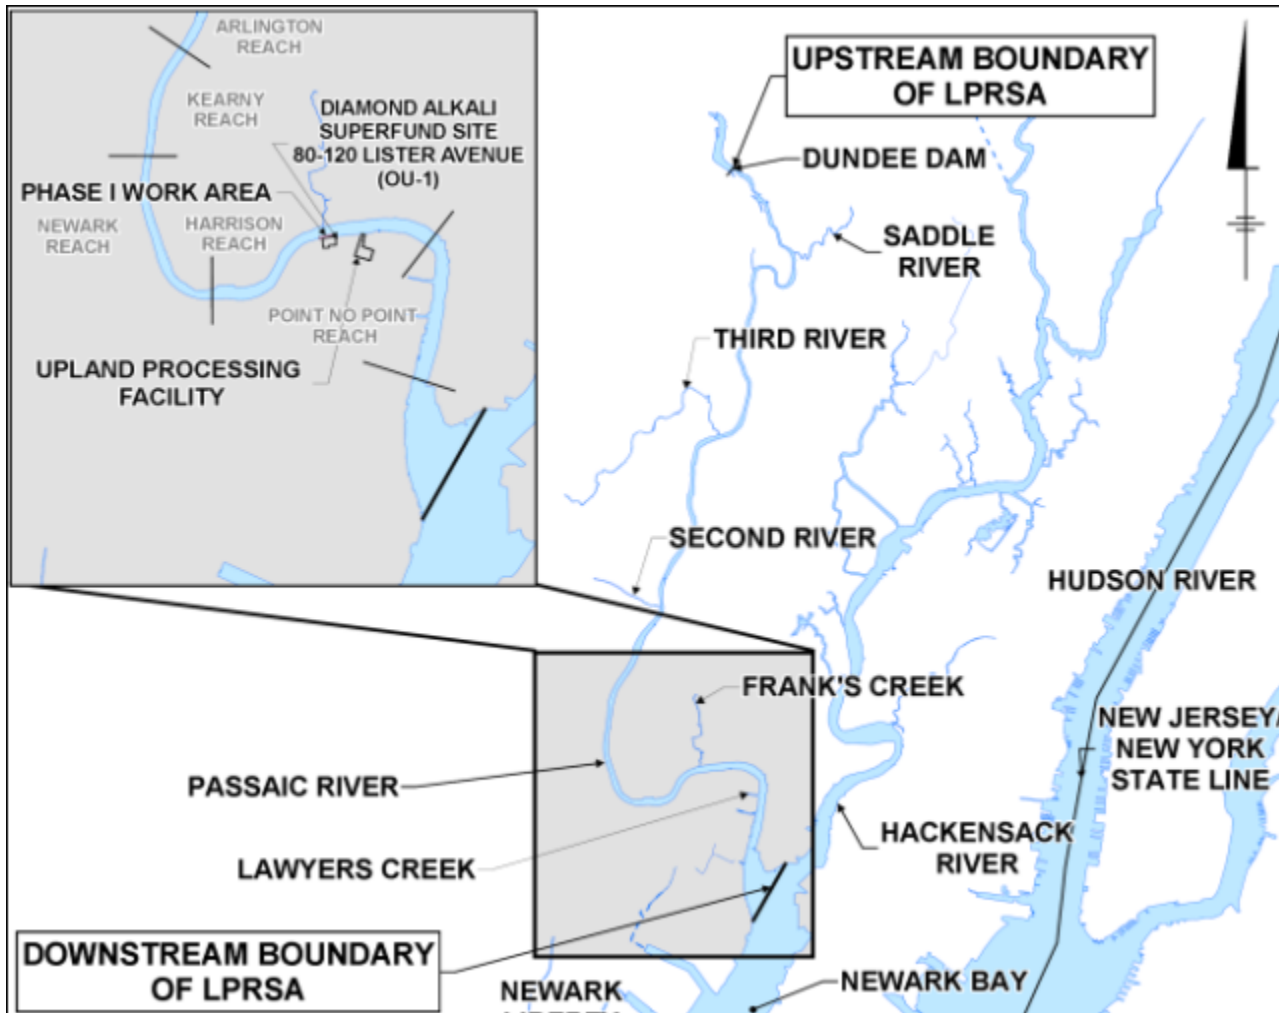 ARLINGTON
REACH
KEARNY
REACH
DIAMOND ALKALI
SUPERFUND SITE
80-120 LISTER AVENUE
(OU-1)
PHASE I WORK AREA
NEWARK
REACH
HARRISON
REACH
POINT NO POINT
REACH
UPLAND PROCESSING
FACILITY
UPSTREAM BOUNDARY
OF LPRSA
DUNDEE DAM
SADDLE
RIVER
THIRD RIVER
SECOND RIVER
HUDSON RIVER
FRANK'S CREEK
NEW JERSEY/
NEW YORK
STATE LINE
PASSAIC RIVER
HACKENSACK
RIVER
LAWYERS CREEK
DOWNSTREAM BOUNDARY
OF LPRSA
NEWARK BAY
NEWARK